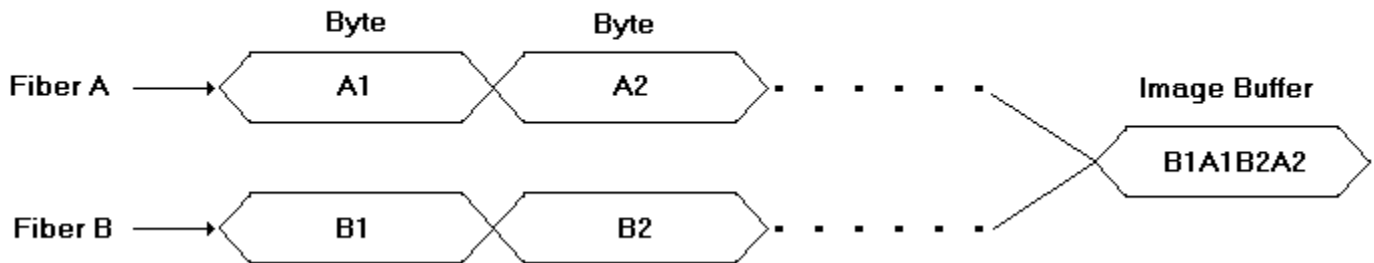 Byte Byte
Fiber A A1 A2
Image Buffer
B1A1B2A2
Fiber B B1 B2